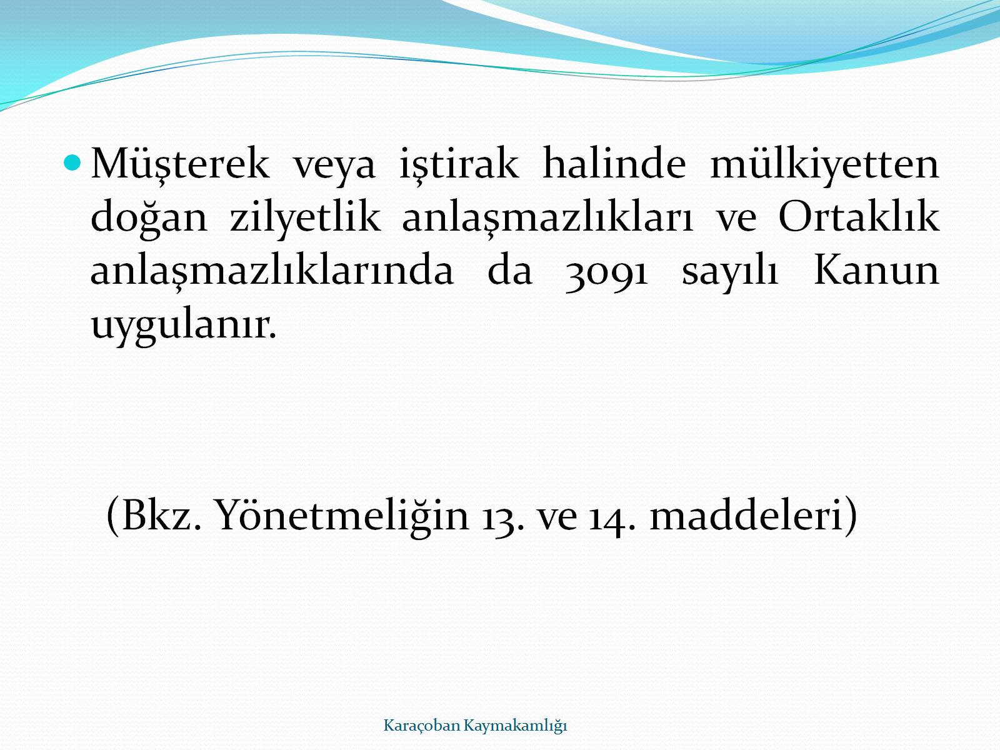 Müşterek veya iştirak halinde mülkiyetten
doğan zilyetlik anlaşmazlıkları ve Ortaklık
anlaşmazlıklarında da 3091 sayılı Kanun
uygulanır.
(Bkz. Yönetmeliğin 13. ve 14. maddeleri)
Karaçoban Kaymakamlığı